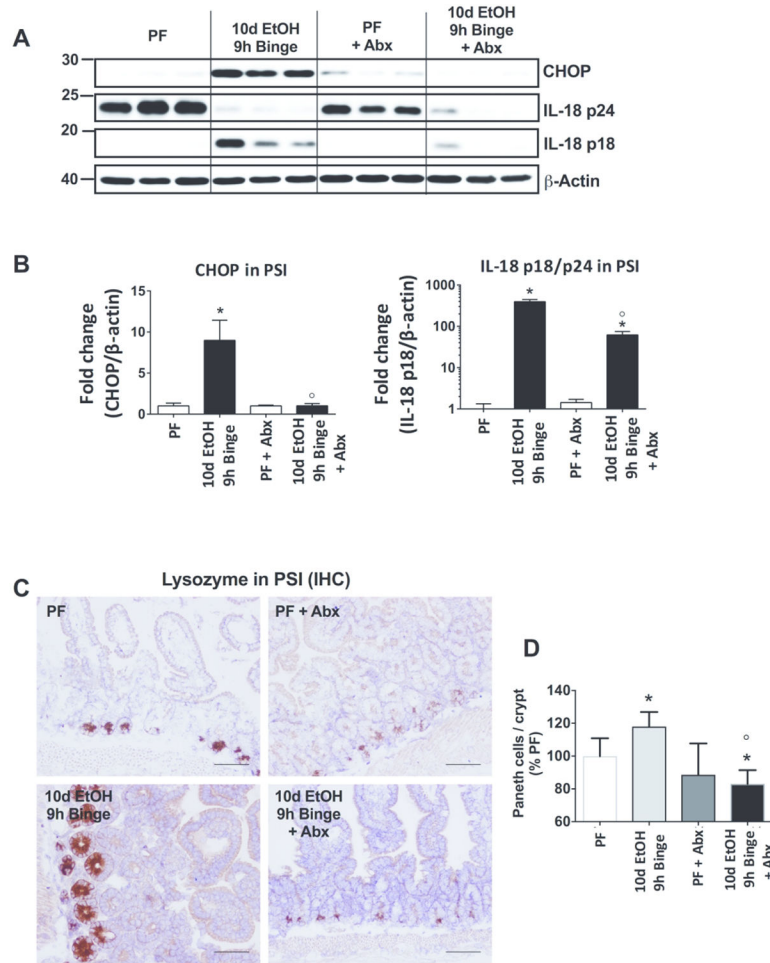 A
PF
10d EtOH
9h Binge
PF
+ Abx
10d EtOH
9h Binge
+ Abx
30
CHOP
25
IL-18 p24
20
IL-18 p18
40
β-Actin
B
CHOP in PSI
Fold change
(CHOP/β-actin)
15
10
5
0
*
°
PF
10d EtOH
9h Binge
PF + Abx
10d EtOH
9h Binge
+ Abx
IL-18 p18/p24 in PSI
Fold change
(IL-18 p18/β-actin)
1000
100
10
1
*
°
*
PF
10d EtOH
9h Binge
PF + Abx
10d EtOH
9h Binge
+ Abx
C
Lysozyme in PSI (IHC)
PF
PF + Abx
10d EtOH
9h Binge
10d EtOH
9h Binge
+ Abx
D
Paneth cells / crypt
(% PF)
140
120
100
80
60
*
°
*
PF
10d EtOH
9h Binge
PF + Abx
10d EtOH
9h Binge
+ Abx